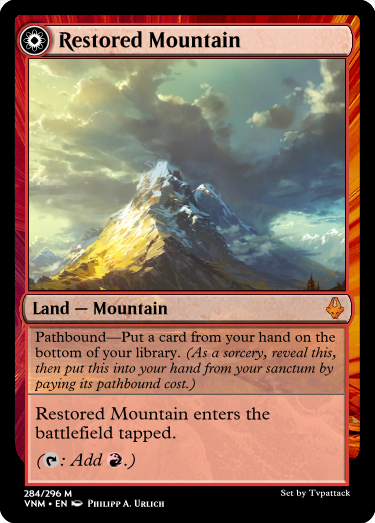 Restored Mountain
Land — Mountain
Pathbound—Put a card from your hand on the
bottom of your library. (As a sorcery, reveal this,
then put this into your hand from your sanctum by
paying its pathbound cost.)
Restored Mountain enters the
battlefield tapped.
(: Add .)
284/296 M
Set by Tvpattack
VNM • EN Philipp A. Urlich